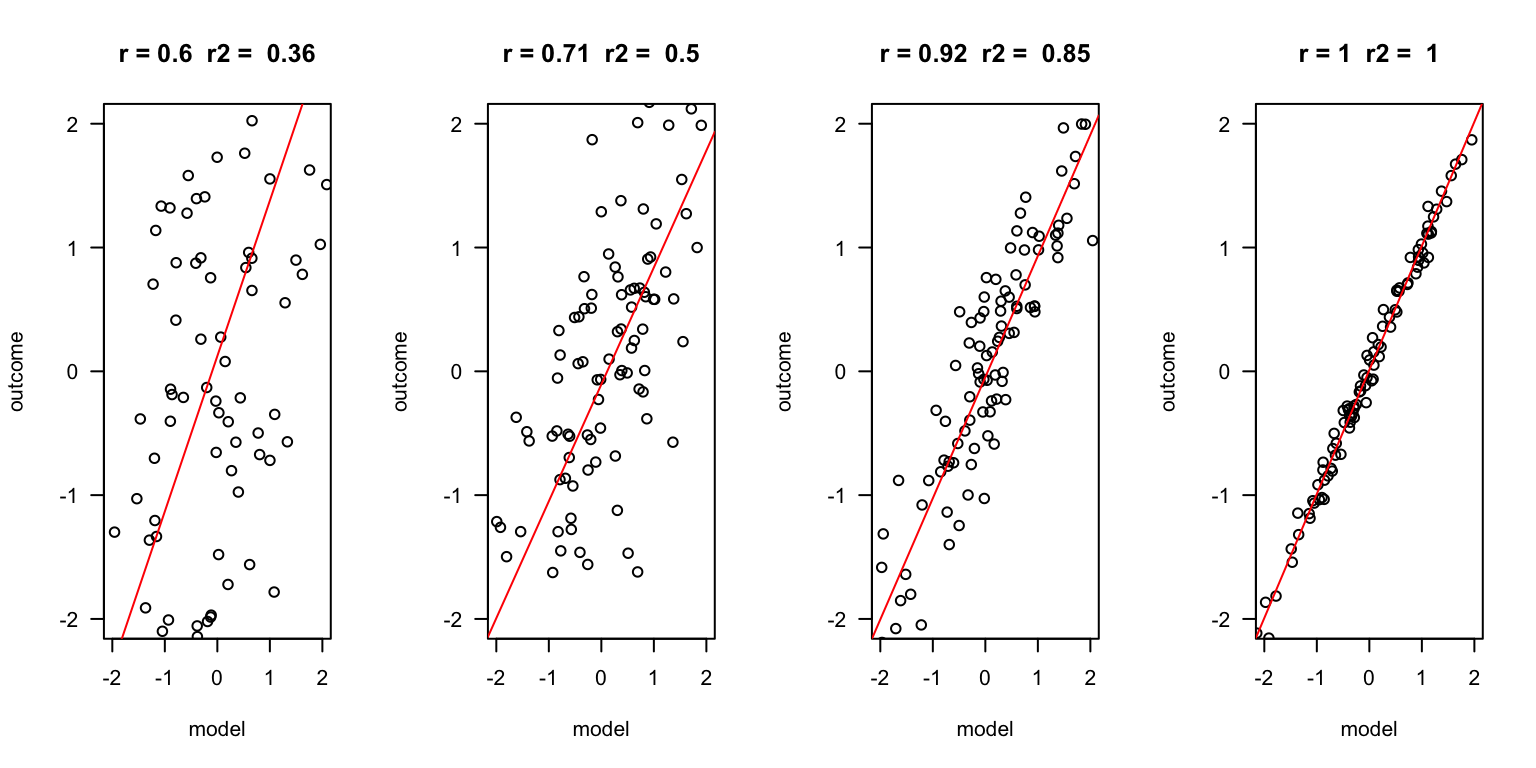 r = 0.6  r2 =  0.36
2
1
0
-1
-2
-2 -1 0 1 2
outcome
model
r = 0.71  r2 =  0.5
2
1
0
-1
-2
-2 -1 0 1 2
outcome
model
r = 0.92  r2 =  0.85
2
1
0
-1
-2
-2 -1 0 1 2
outcome
model
r = 1  r2 =  1
2
1
0
-1
-2
-2 -1 0 1 2
outcome
model